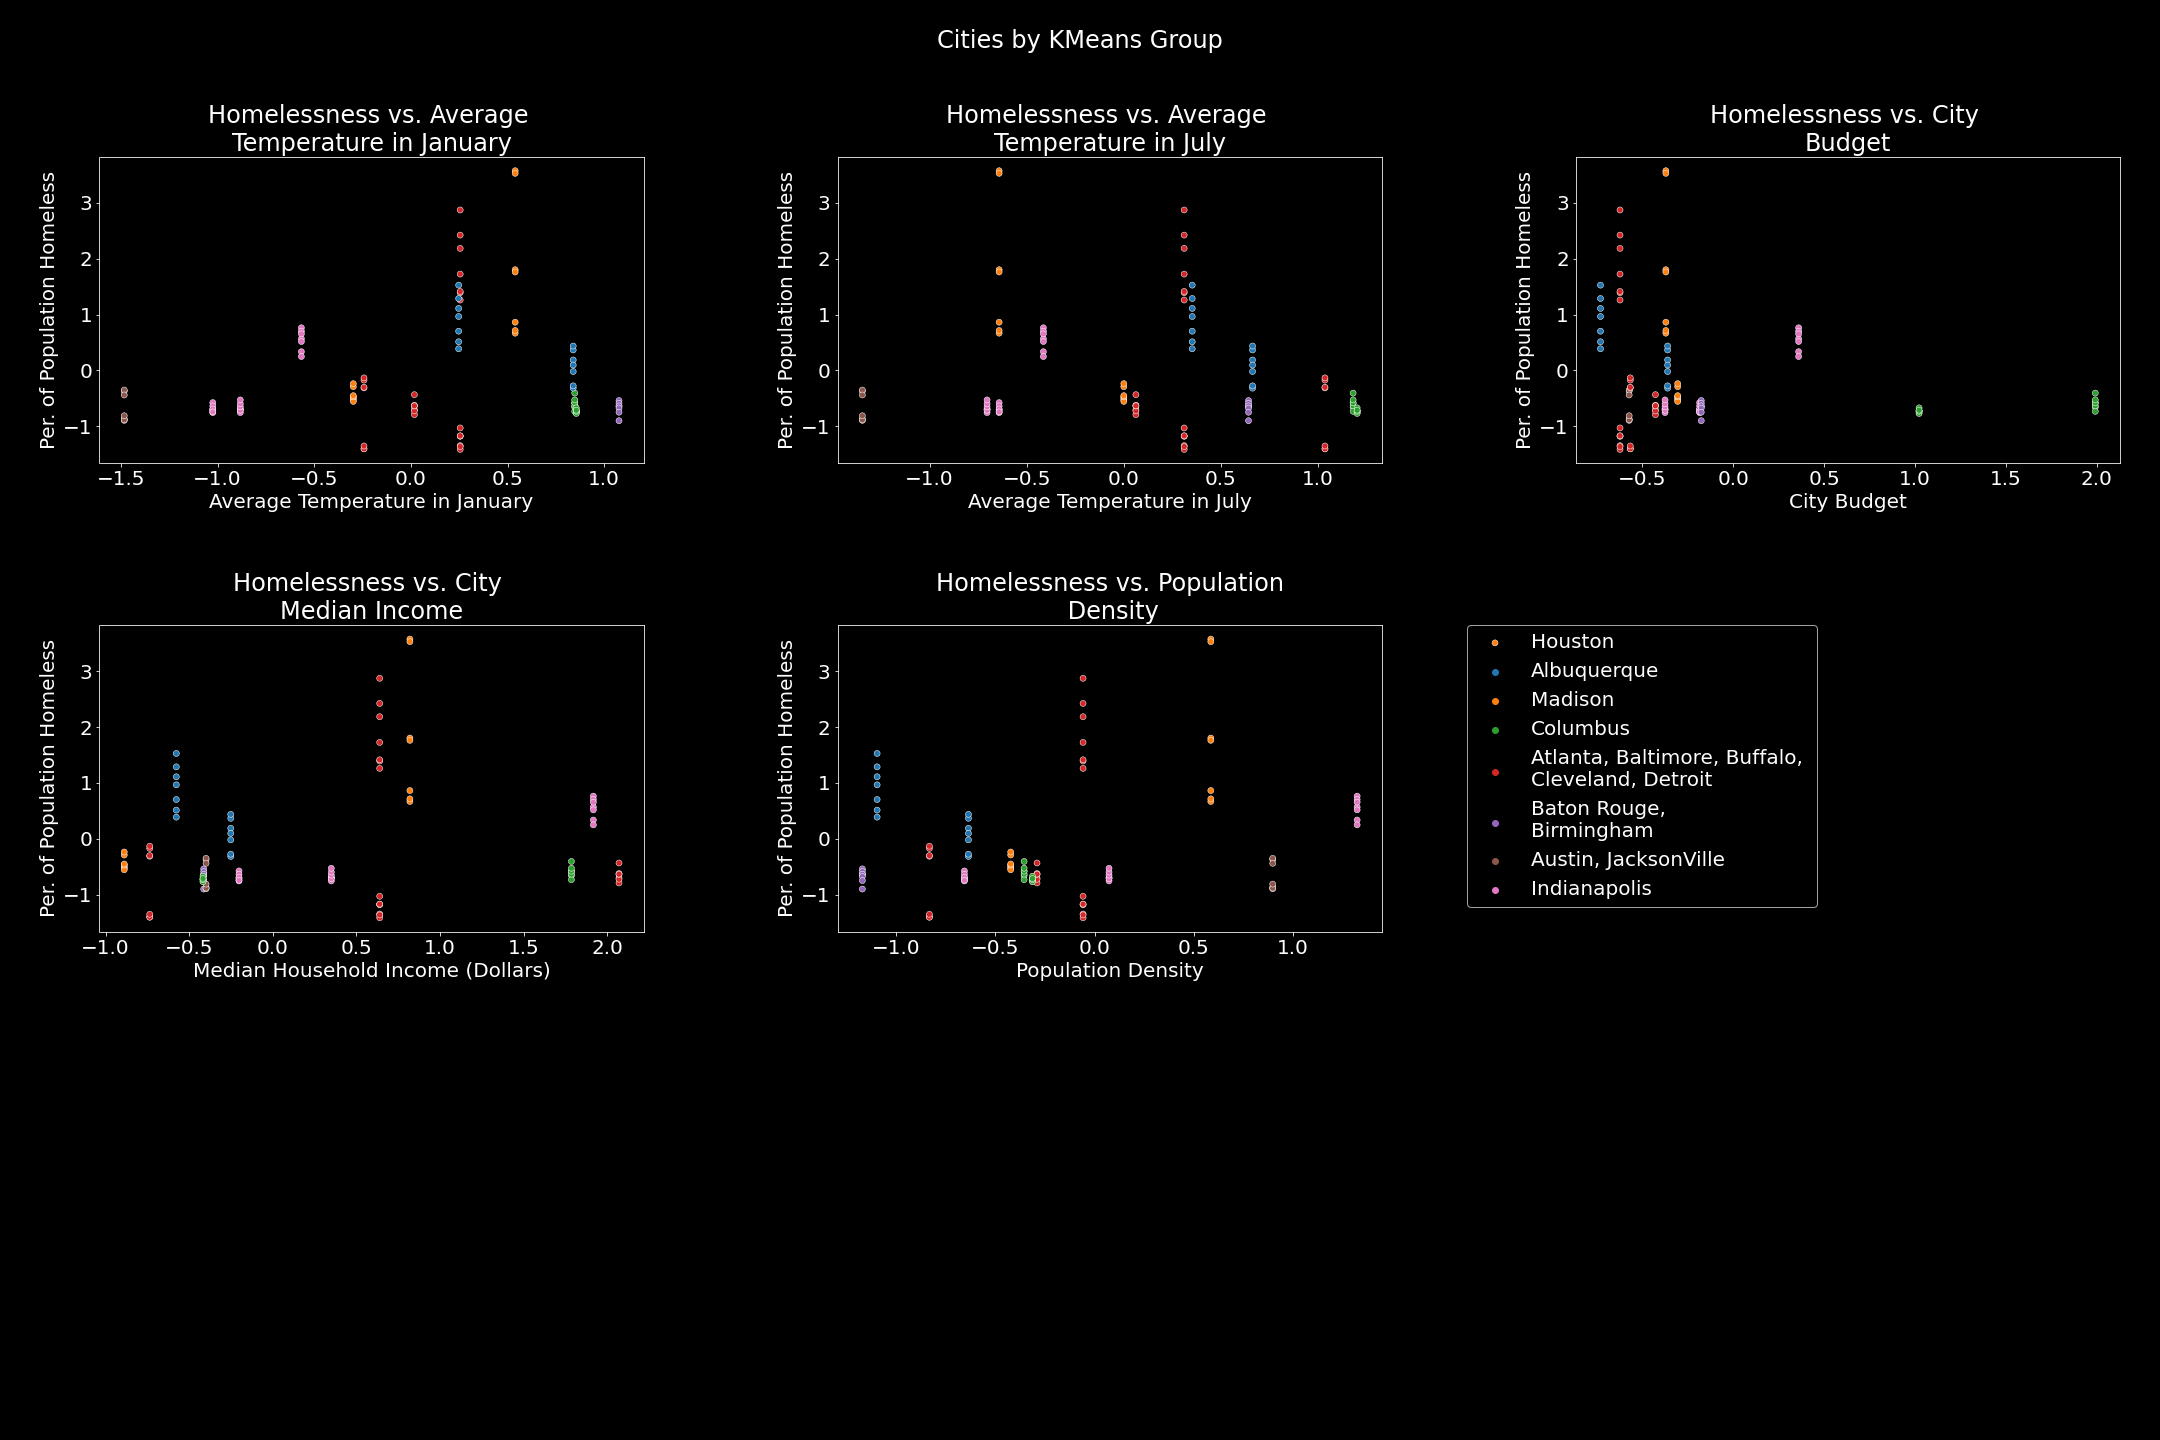 Cities by KMeans Group
Homelessness vs. Average
Temperature in January
Per. of Population Homeless
3
2
1
0
−1
−1.5 −1.0 −0.5 0.0 0.5 1.0
Average Temperature in January
Homelessness vs. Average
Temperature in July
Per. of Population Homeless
3
2
1
0
−1
−1.0 −0.5 0.0 0.5 1.0
Average Temperature in July
Homelessness vs. City
Budget
Per. of Population Homeless
3
2
1
0
−1
−0.5 0.0 0.5 1.0 1.5 2.0
City Budget
Homelessness vs. City
Median Income
Per. of Population Homeless
3
2
1
0
−1
−1.0 −0.5 0.0 0.5 1.0 1.5 2.0
Median Household Income (Dollars)
Homelessness vs. Population
Density
Per. of Population Homeless
3
2
1
0
−1
−1.0 −0.5 0.0 0.5 1.0
Population Density
Houston
Albuquerque
Madison
Columbus
Atlanta, Baltimore, Buffalo,
Cleveland, Detroit
Baton Rouge,
Birmingham
Austin, JacksonVille
Indianapolis